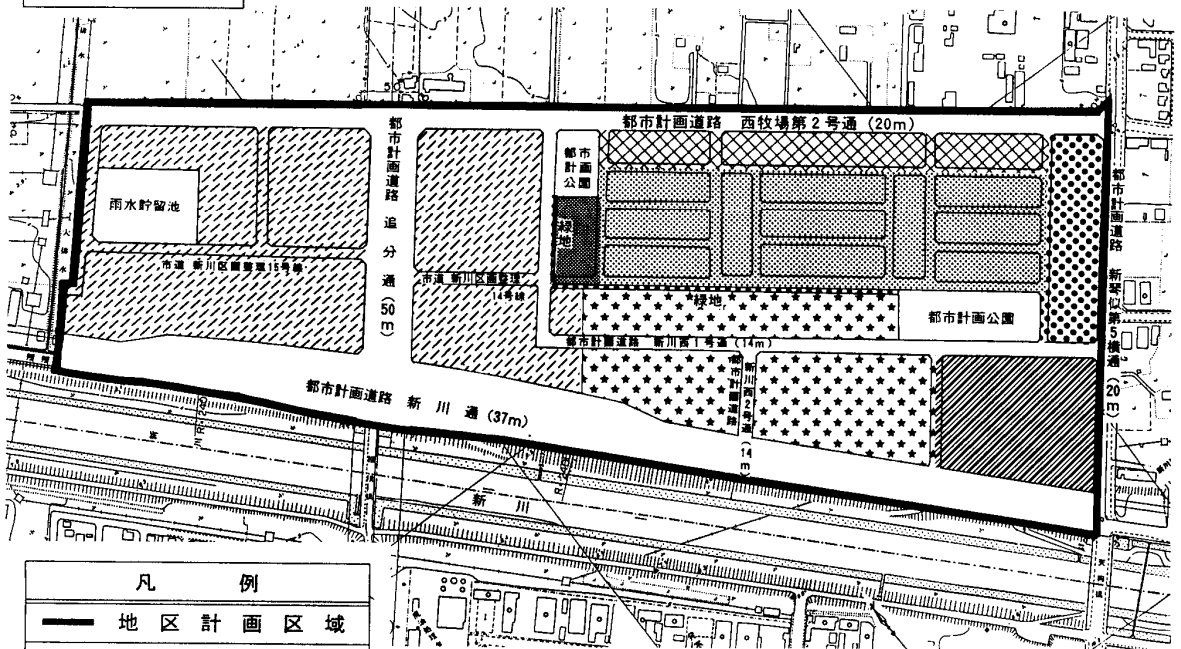 都市計画道路 西牧場第2号通(20m)
都市計画道路 追分通(50m)
都市計画公園
雨水貯留池
緑地
都市計画道路 新琴似第5横通(20m)
市道 新川区画整理15号線
市道 新川区画整理14号線
緑地
都市計画公園
都市計画道路 新川西1号通(14m)
都市計画道路 新川西2号通(14m)
都市計画道路 新川通(37m)
新川
凡例
地区計画区域